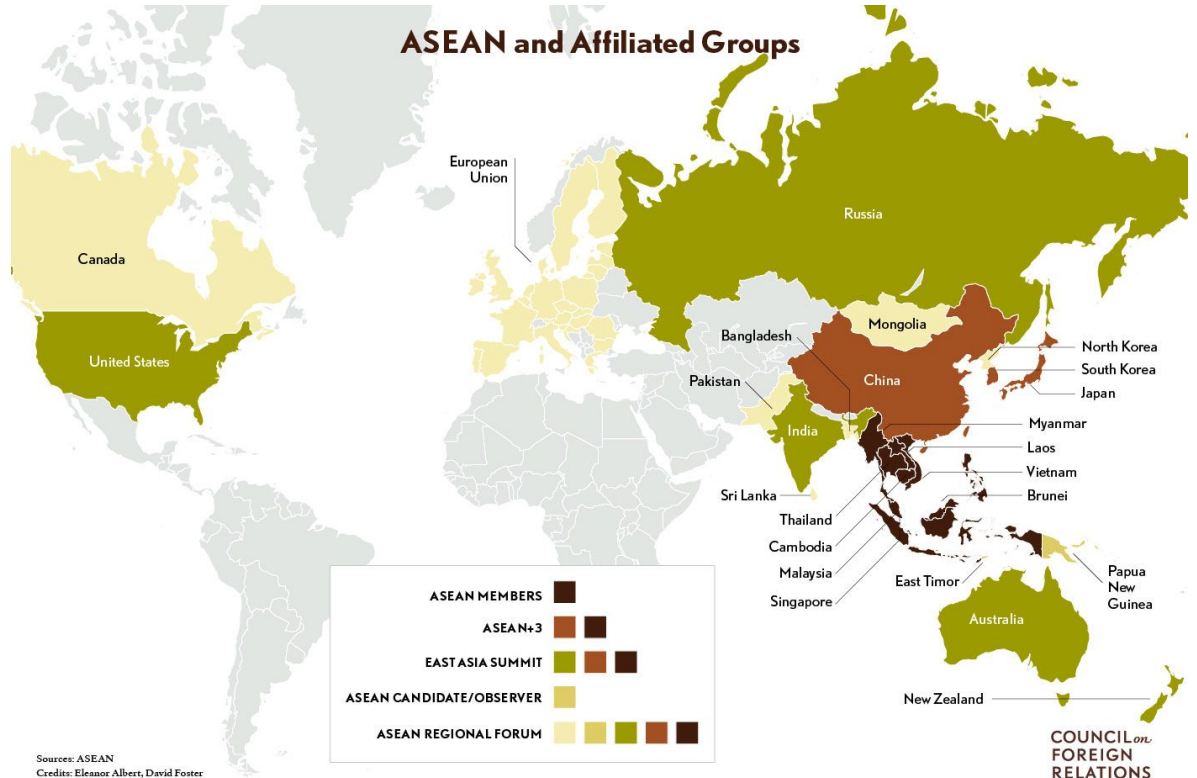 ASEAN and Affiliated Groups
European
Union
Russia
Canada
Mongolia
Bangladesh
North Korea
United States
South Korea
China
Pakistan
Japan
Myanmar
India
Laos
Vietnam
Sri Lanka
Brunei
Thailand
Cambodia
Malaysia
East Timor
Papua
New
Guinea
Singapore
Australia
New Zealand
ASEAN MEMBERS
ASEAN+3
EAST ASIA SUMMIT
ASEAN CANDIDATE/OBSERVER
ASEAN REGIONAL FORUM
Sources: ASEAN
Credits: Eleanor Albert, David Foster
COUNCIL on
FOREIGN
RELATIONS